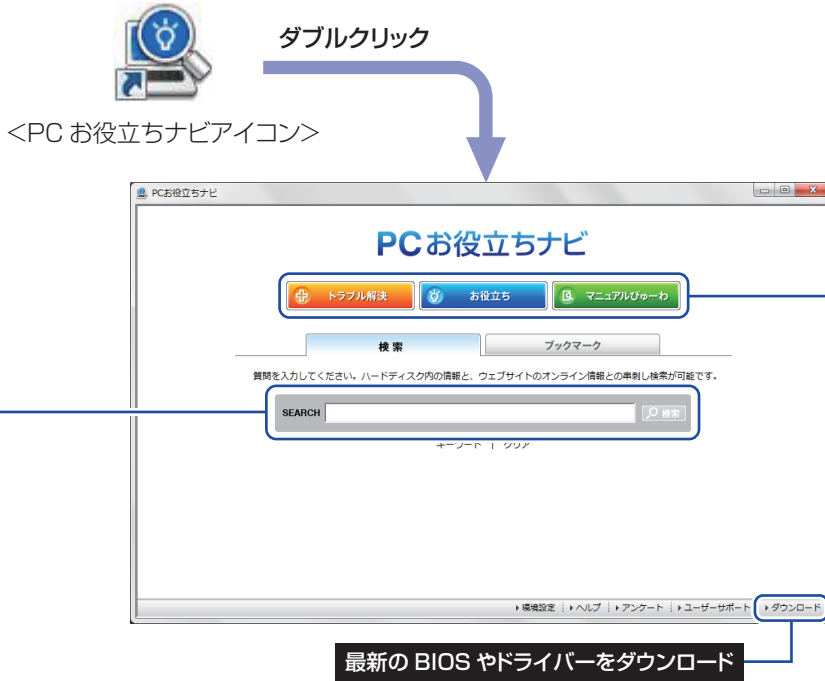 ダブルクリック
<PC お役立ちナビアイコン>
PCお役立ちナビ
PCお役立ちナビ
トラブル解決
お役立ち
マニュアルびゅーわ
検 索
ブックマーク
質問を入力してください。ハードディスク内の情報と、ウェブサイトのオンライン情報との串刺し検索が可能です。
SEARCH
検索
キーワード | クリア
環境設定
ヘルプ
アンケート
ユーザーサポート
ダウンロード
最新の BIOS やドライバーをダウンロード